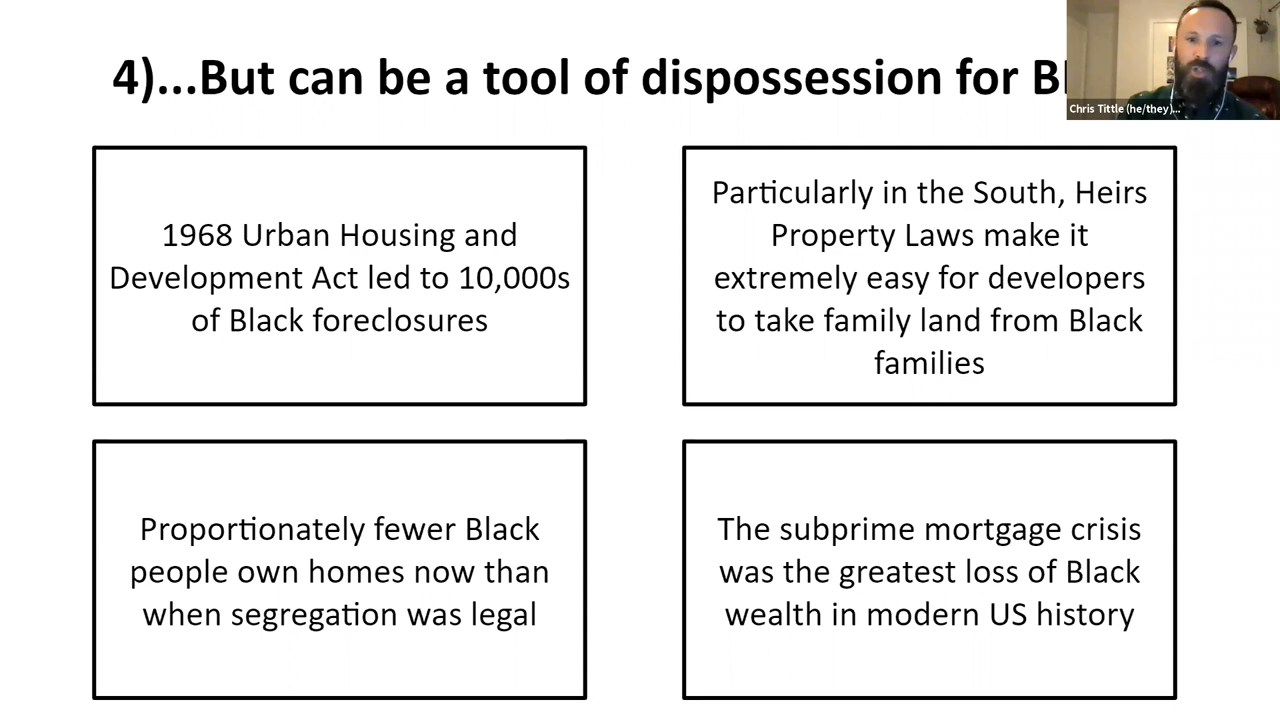 4)...But can be a tool of dispossession for
Chris Tittle (he/they)...
1968 Urban Housing and
Development Act led to 10,000s
of Black foreclosures
Particularly in the South, Heirs
Property Laws make it
extremely easy for developers
to take family land from Black
families
Proportionately fewer Black
people own homes now than
when segregation was legal
The subprime mortgage crisis
was the greatest loss of Black
wealth in modern US history